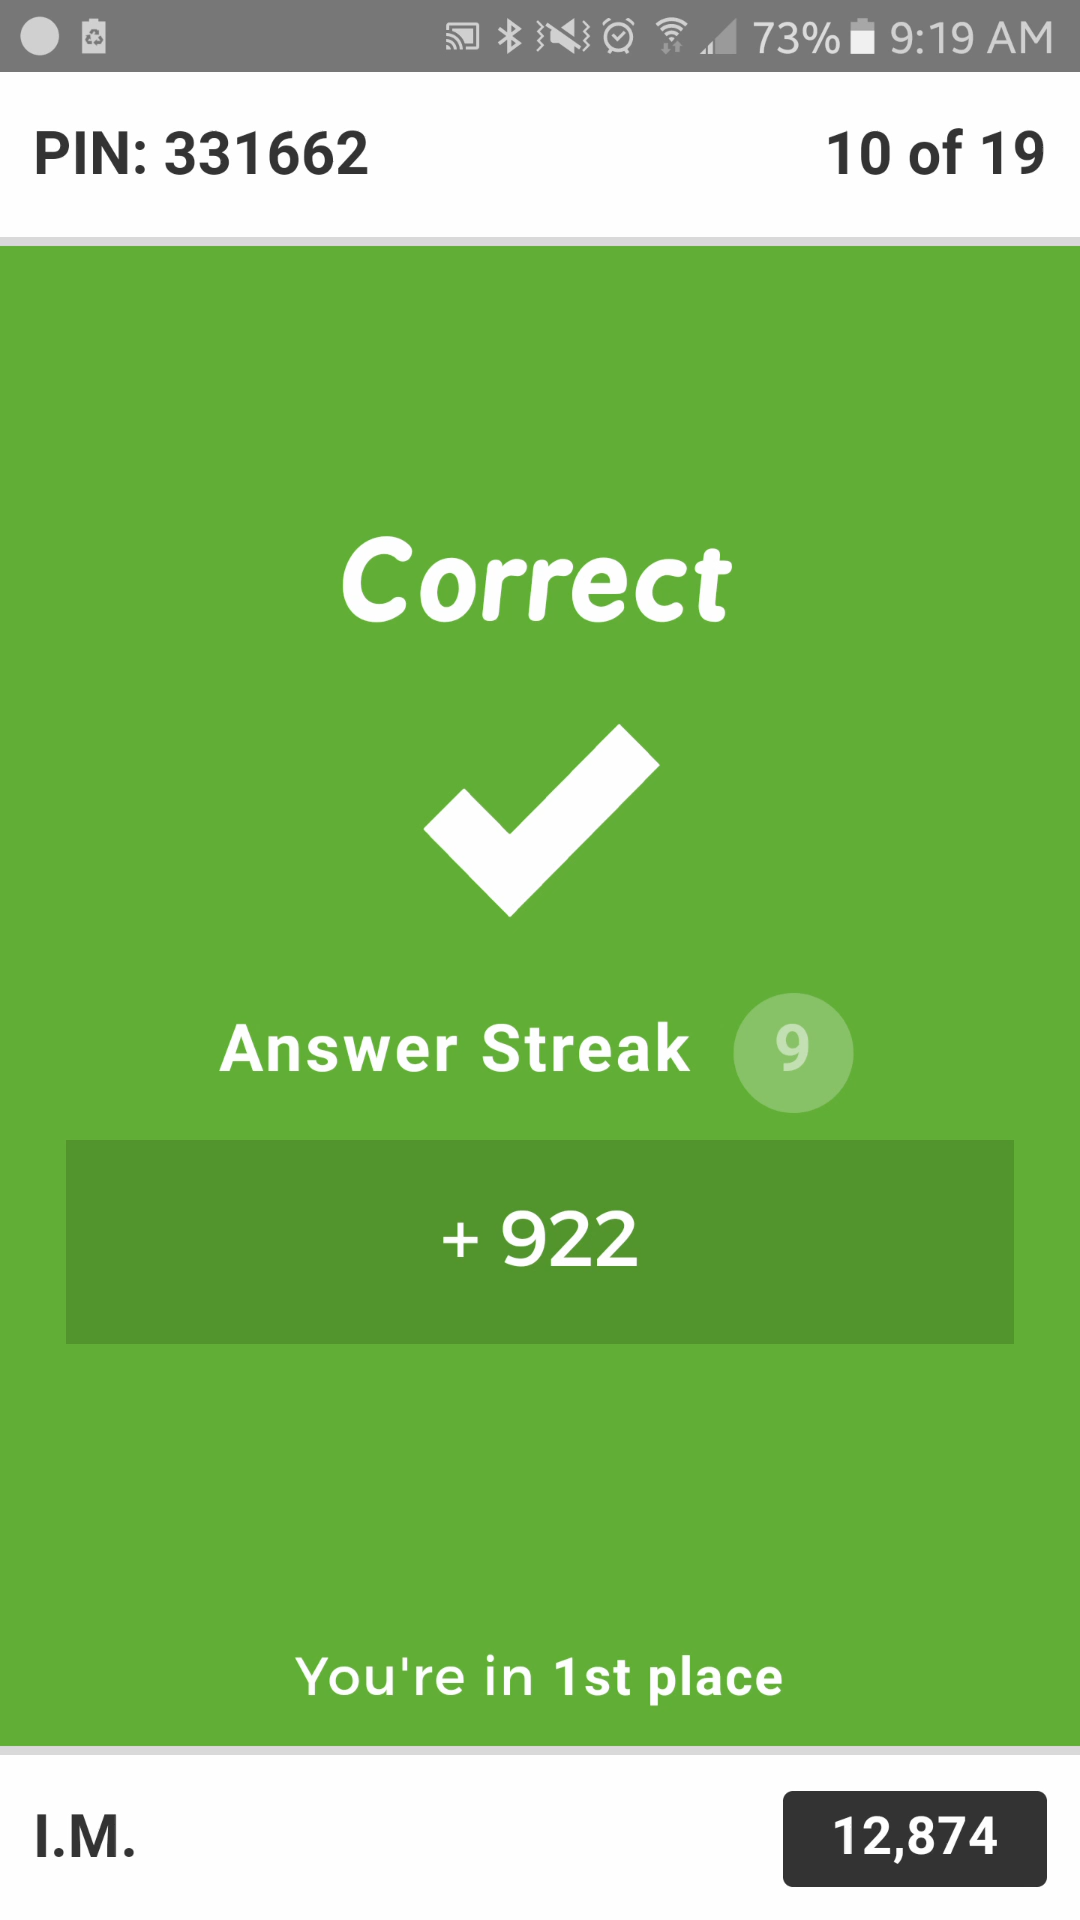 73% 9:19 AM
PIN: 331662 10 of 19
Correct
Answer Streak 9
+ 922
You're in 1st place
I.M. 12,874